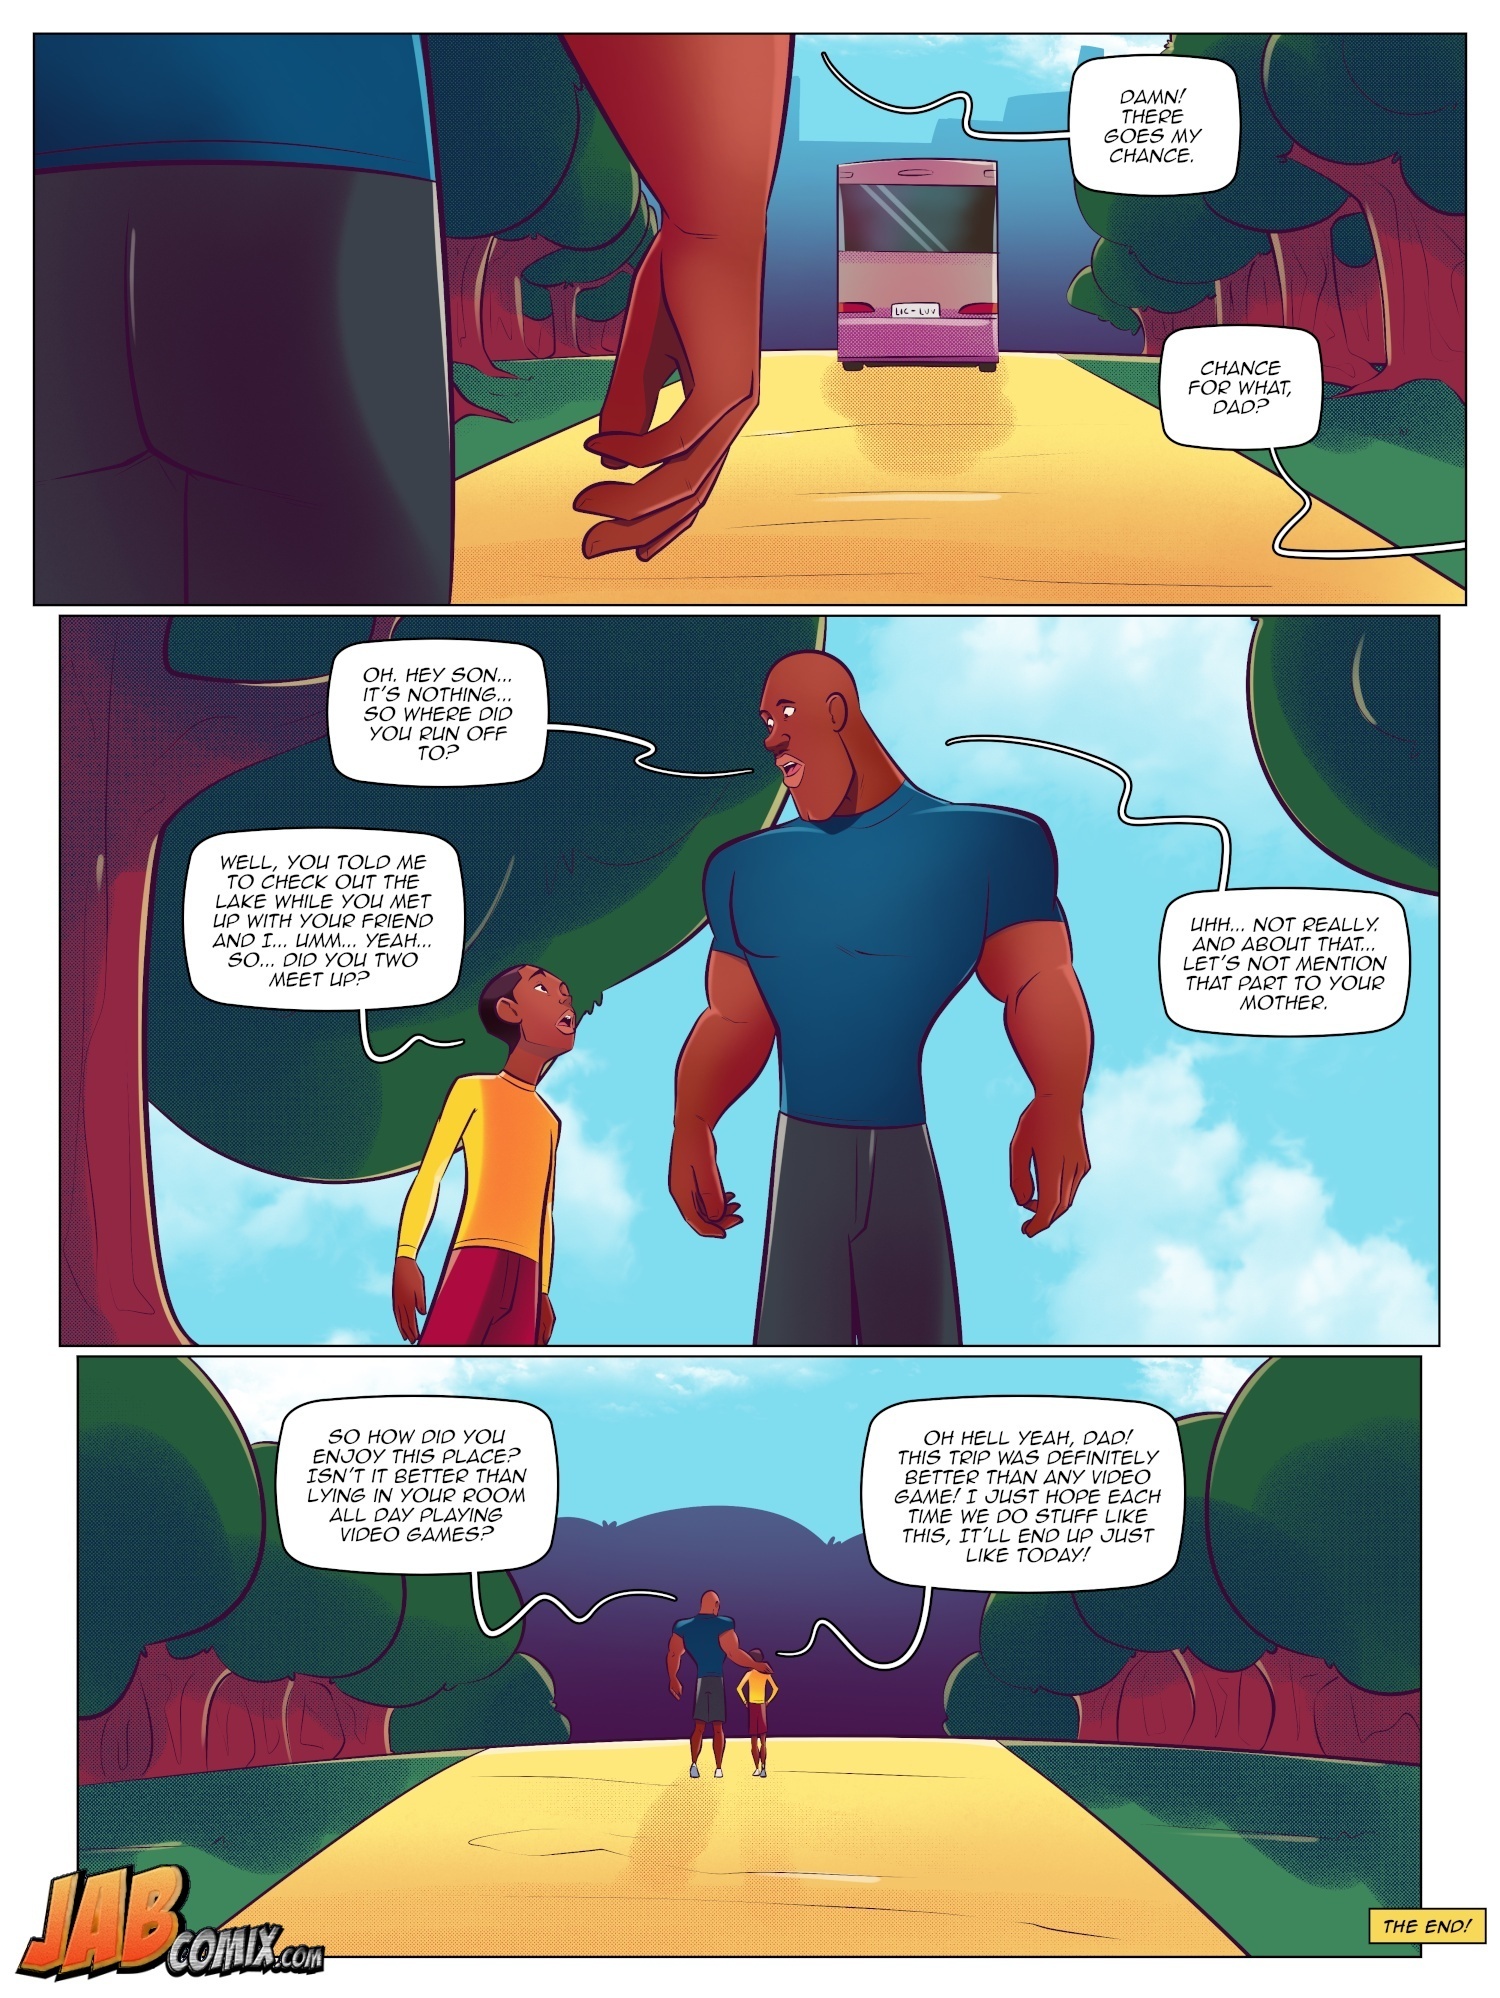 DAMN!
THERE
GOES MY
CHANCE.
LIC-LUV
CHANCE
FOR WHAT,
DAD?
OH. HEY SON...
IT'S NOTHING...
SO WHERE DID
YOU RUN OFF
TO?
WELL, YOU TOLD ME
TO CHECK OUT THE
LAKE WHILE YOU MET
UP WITH YOUR FRIEND
AND I... UMM... YEAH...
SO... DID YOU TWO
MEET UP?
UHH... NOT REALLY.
AND ABOUT THAT...
LET'S NOT MENTION
THAT PART TO YOUR
MOTHER.
SO HOW DID YOU
ENJOY THIS PLACE?
ISN'T IT BETTER THAN
LYING IN YOUR ROOM
ALL DAY PLAYING
VIDEO GAMES?
OH HELL YEAH, DAD!
THIS TRIP WAS DEFINITELY
BETTER THAN ANY VIDEO
GAME! I JUST HOPE EACH
TIME WE DO STUFF LIKE
THIS, IT'LL END UP JUST
LIKE TODAY!
JAB
COMIX.COM
THE END!